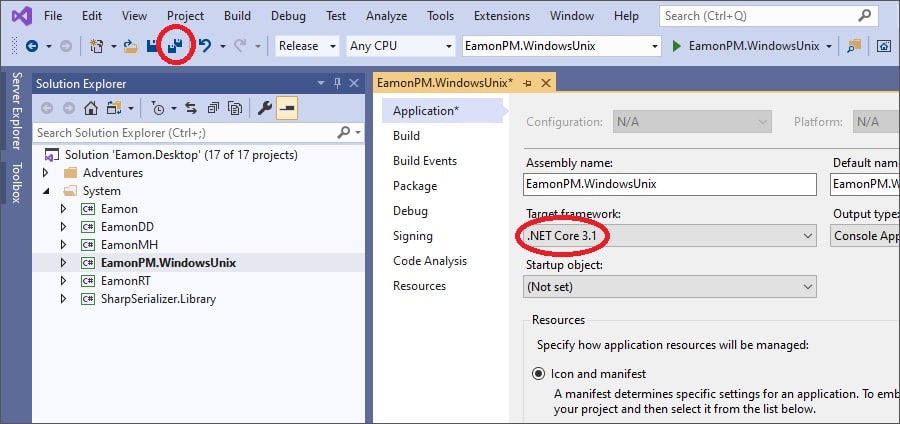 File Edit View Project Build Debug Test Analyze Tools Extensions Window Help Search (Ctrl+Q)
Release Any CPU EamonPM.WindowsUnix EamonPM.WindowsUnix
Server Explorer
Toolbox
Solution Explorer
Search Solution Explorer (Ctrl+;)
Solution 'Eamon.Desktop' (17 of 17 projects)
Adventures
System
C# Eamon
C# EamonDD
C# EamonMH
C# EamonPM.WindowsUnix
C# EamonRT
C# SharpSerializer.Library
EamonPM.WindowsUnix*
Application*
Build
Build Events
Package
Debug
Signing
Code Analysis
Resources
Configuration: N/A Platform: N/A
Assembly name: Default nam
EamonPM.WindowsUnix EamonPM.W
Target framework: Output type:
.NET Core 3.1 Console App
Startup object:
(Not set)
Resources
Specify how application resources will be managed:
Icon and manifest
A manifest determines specific settings for an application. To emb
your project and then select it from the list below.